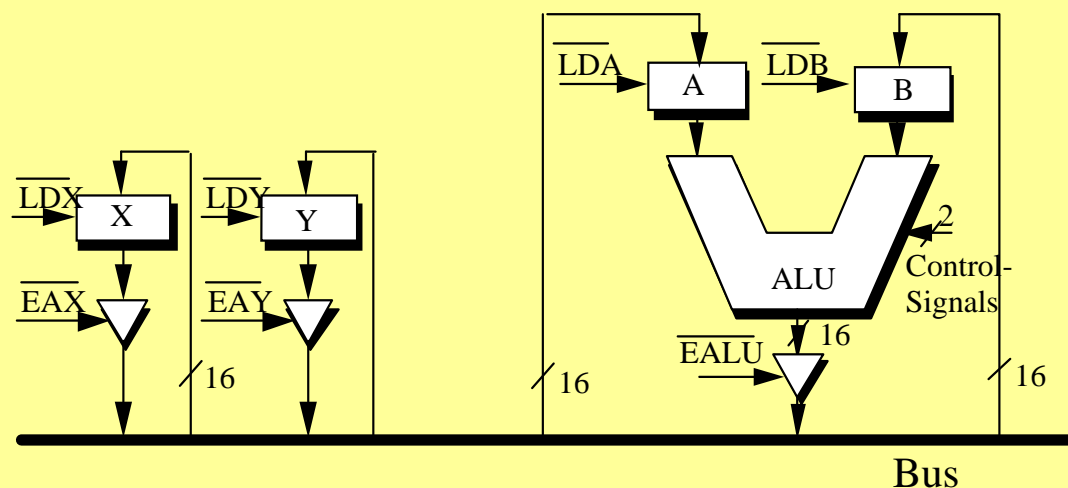 LDA
LDB
A
B
LDX
LDY
X
Y
2
ALU
Control-
Signals
EAX
EAY
16
EALU
16
16
16
Bus